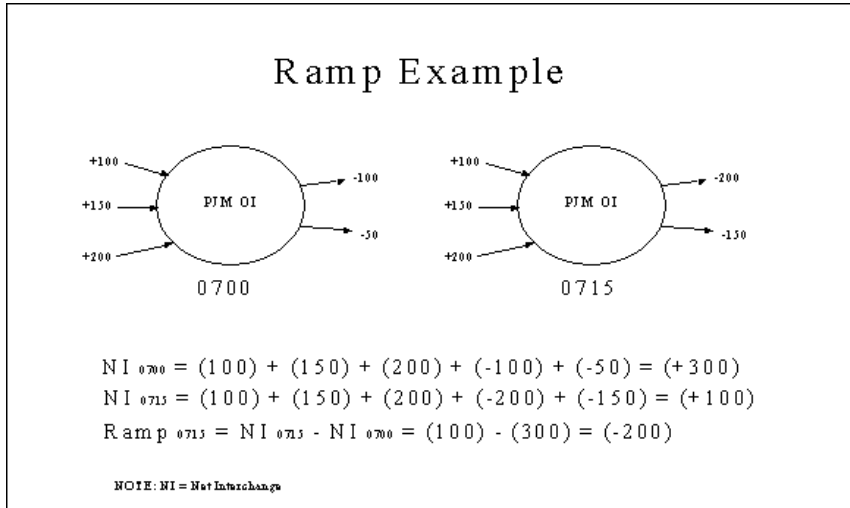 Ramp Example
+100
+150
+200
PJM OI
-100
-50
0700
+100
+150
+200
PJM OI
-200
-150
0715
NI 0700 = (100) + (150) + (200) + (-100) + (-50) = (+300)
NI 0715 = (100) + (150) + (200) + (-200) + (-150) = (+100)
Ramp 0715 = NI 0715 - NI 0700 = (100) - (300) = (-200)
NOTE: NI = Net Interchange